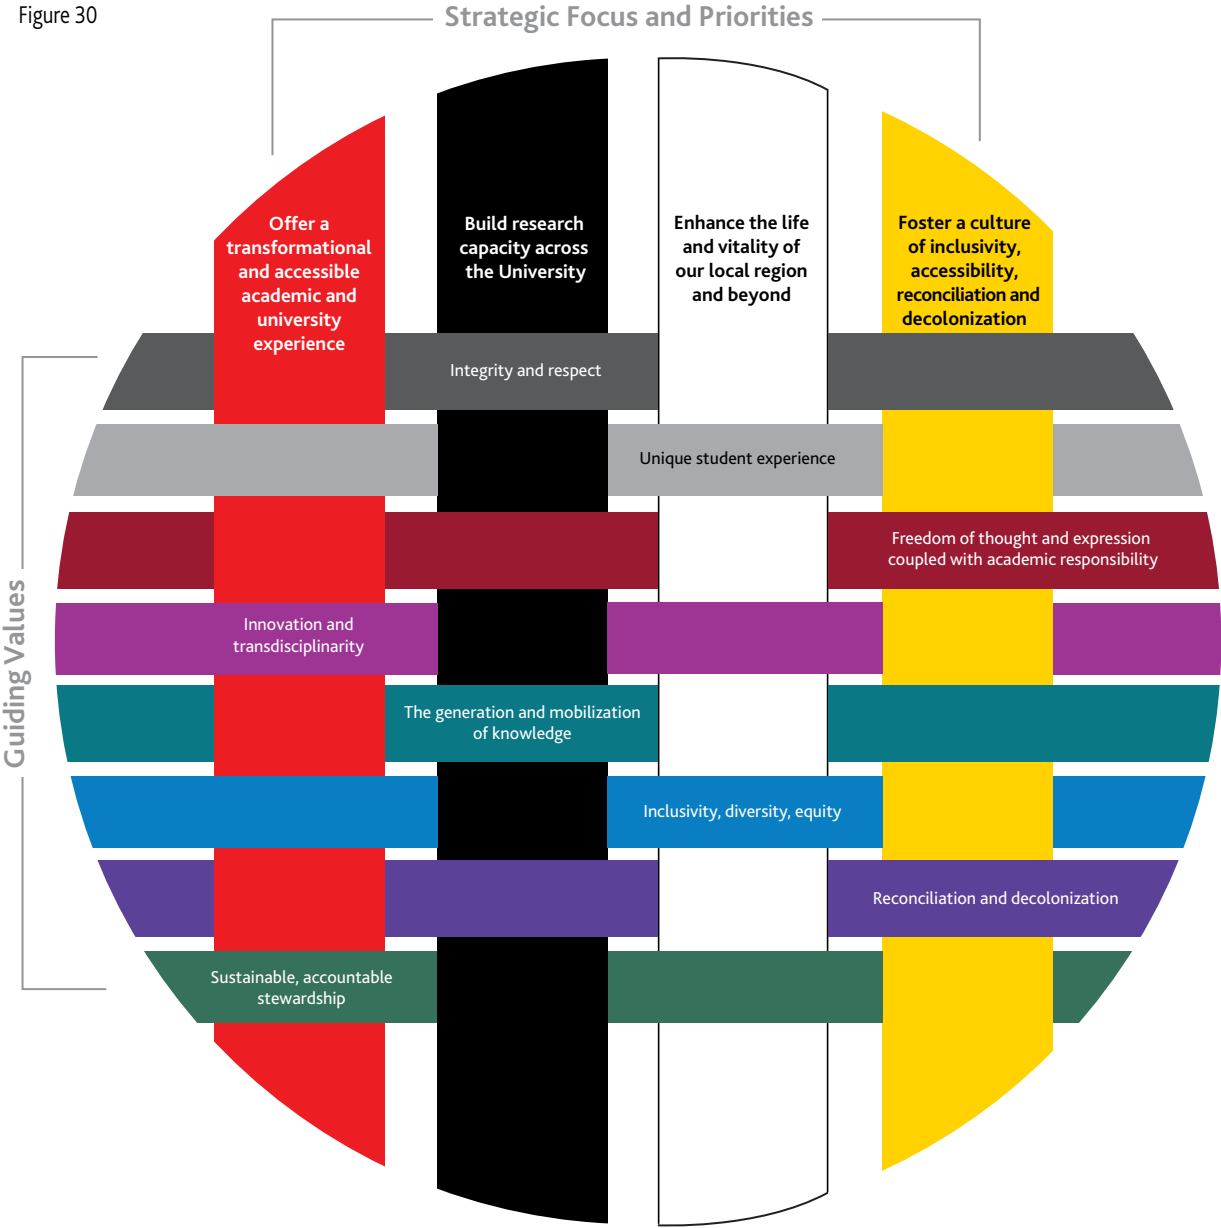 Figure 30
Strategic Focus and Priorities
Offer a
transformational
and accessible
academic and
university
experience
Build research
capacity across
the University
Enhance the life
and vitality of
our local region
and beyond
Foster a culture
of inclusivity,
accessibility,
reconciliation and
decolonization
Guiding Values
Integrity and respect
Unique student experience
Freedom of thought and expression
coupled with academic responsibility
Innovation and
transdisciplinarity
The generation and mobilization
of knowledge
Inclusivity, diversity, equity
Reconciliation and decolonization
Sustainable, accountable
stewardship